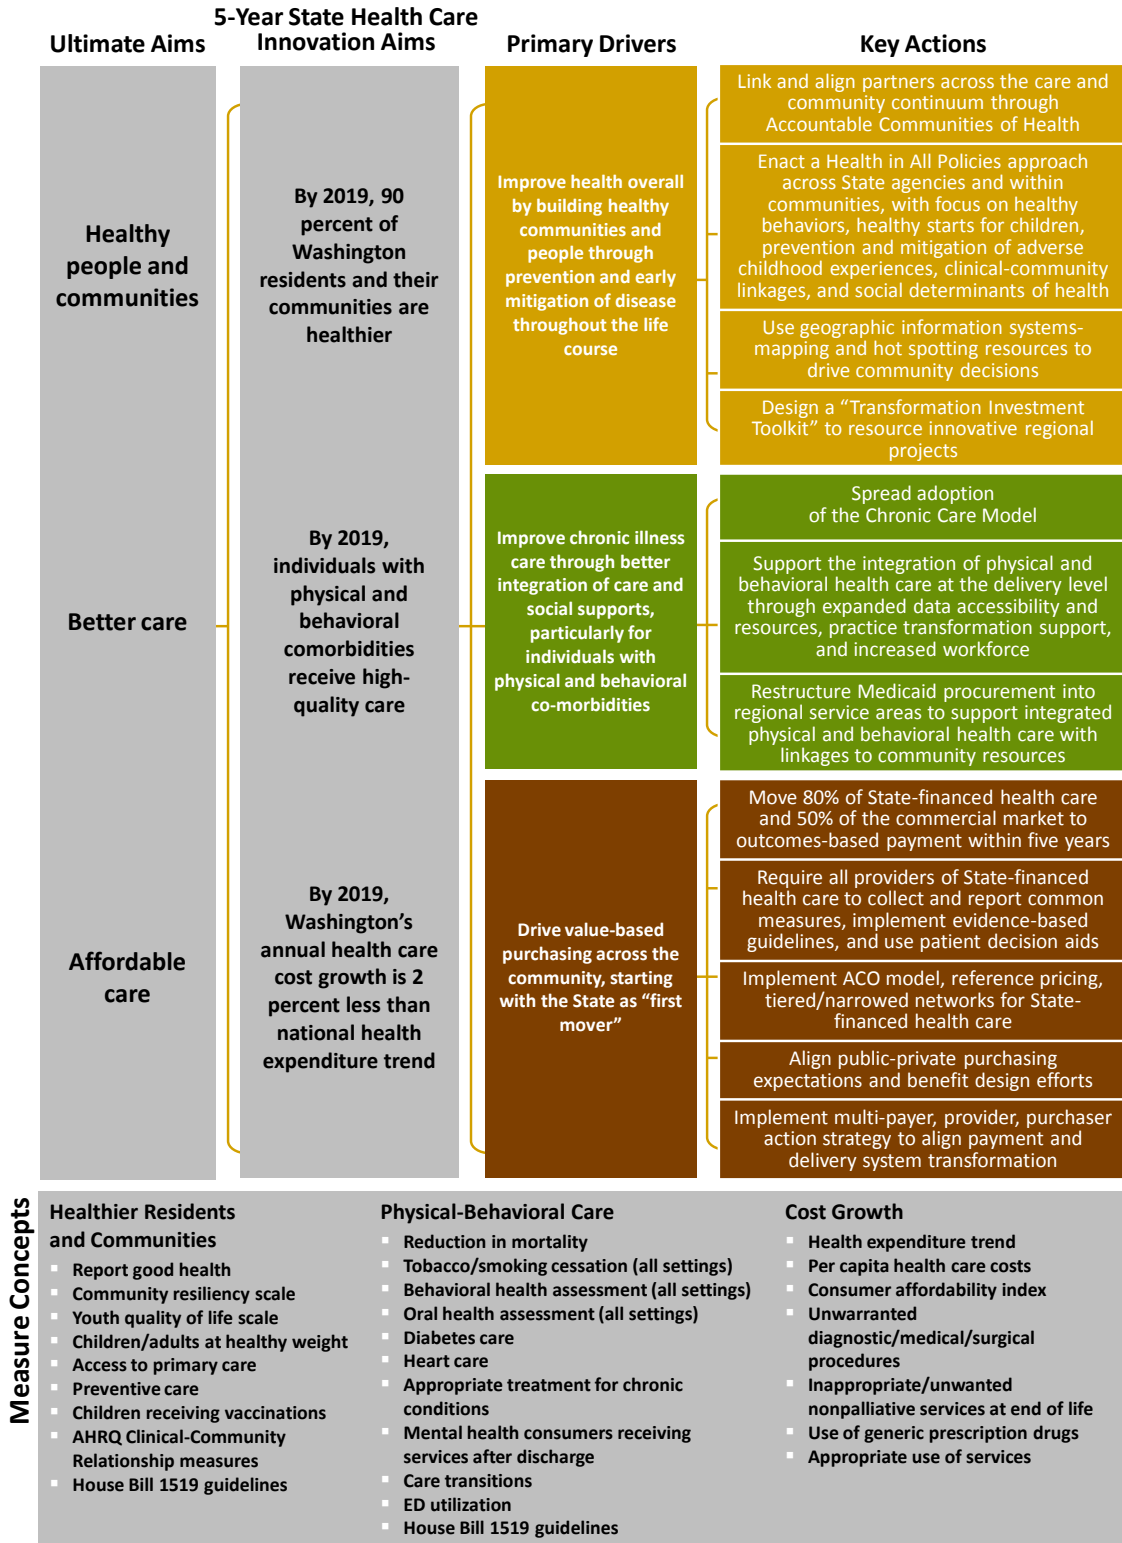 5-Year State Health Care
Ultimate Aims
Innovation Aims
Primary Drivers
Key Actions
Healthy
people and
communities
Better care
Affordable
care
By 2019, 90
percent of
Washington
residents and their
communities are
healthier
By 2019,
individuals with
physical and
behavioral
comorbidities
receive high-
quality care
By 2019,
Washington's
annual health care
cost growth is 2
percent less than
national health
expenditure trend
Improve health overall
by building healthy
communities and
people through
prevention and early
mitigation of disease
throughout the life
course
Link and align partners across the care and
community continuum through
Accountable Communities of Health
Enact a Health in All Policies approach
across State agencies and within
communities, with focus on healthy
behaviors, healthy starts for children,
prevention and mitigation of adverse
childhood experiences, clinical-community
linkages, and social determinants of health
Use geographic information systems-
mapping and hot spotting resources to
drive community decisions
Design a “Transformation Investment
Toolkit” to resource innovative regional
projects
Improve chronic illness
care through better
integration of care and
social supports,
particularly for
individuals with
physical and behavioral
co-morbidities
Spread adoption
of the Chronic Care Model
Support the integration of physical and
behavioral health care at the delivery level
through expanded data accessibility and
resources, practice transformation support,
and increased workforce
Restructure Medicaid procurement into
regional service areas to support integrated
physical and behavioral health care with
linkages to community resources
Drive value-based
purchasing across the
community, starting
with the State as “first
mover”
Move 80% of State-financed health care
and 50% of the commercial market to
outcomes-based payment within five years
Require all providers of State-financed
health care to collect and report common
measures, implement evidence-based
guidelines, and use patient decision aids
Implement ACO model, reference pricing,
tiered/narrowed networks for State-
financed health care
Align public-private purchasing
expectations and benefit design efforts
Implement multi-payer, provider, purchaser
action strategy to align payment and
delivery system transformation
Measure Concepts
Healthier Residents
and Communities
Report good health
Community resiliency scale
Youth quality of life scale
Children/adults at healthy weight
Access to primary care
Preventive care
Children receiving vaccinations
AHRQ Clinical-Community
Relationship measures
House Bill 1519 guidelines
Physical-Behavioral Care
Reduction in mortality
Tobacco/smoking cessation (all settings)
Behavioral health assessment (all settings)
Oral health assessment (all settings)
Diabetes care
Heart care
Appropriate treatment for chronic
conditions
Mental health consumers receiving
services after discharge
Care transitions
ED utilization
House Bill 1519 guidelines
Cost Growth
Health expenditure trend
Per capita health care costs
Consumer affordability index
Unwarranted
diagnostic/medical/surgical
procedures
Inappropriate/unwanted
nonpalliative services at end of life
Use of generic prescription drugs
Appropriate use of services